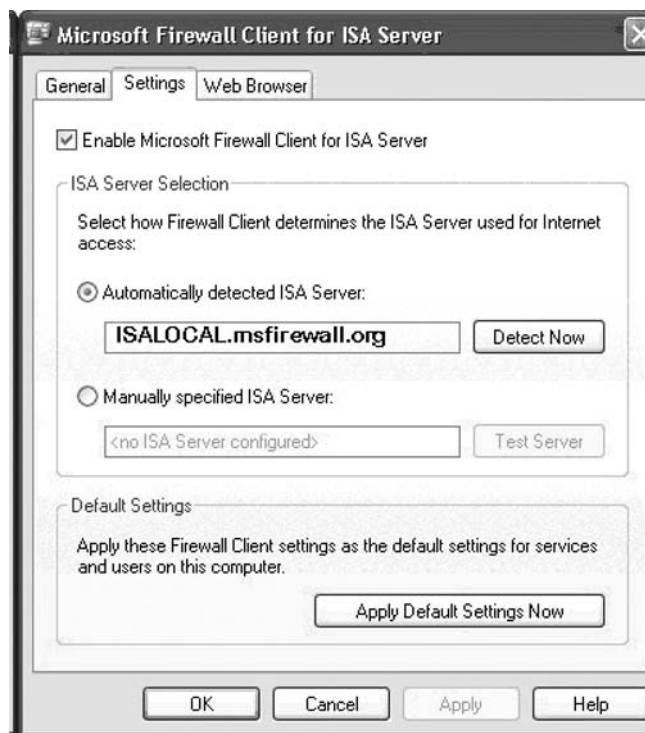 Microsoft Firewall Client for ISA Server
General Settings Web Browser
Enable Microsoft Firewall Client for ISA Server
ISA Server Selection
Select how Firewall Client determines the ISA Server used for Internet
access:
Automatically detected ISA Server:
ISALOCAL.msfirewall.org Detect Now
Manually specified ISA Server:
<no ISA Server configured> Test Server
Default Settings
Apply these Firewall Client settings as the default settings for services
and users on this computer.
Apply Default Settings Now
OK Cancel Apply Help